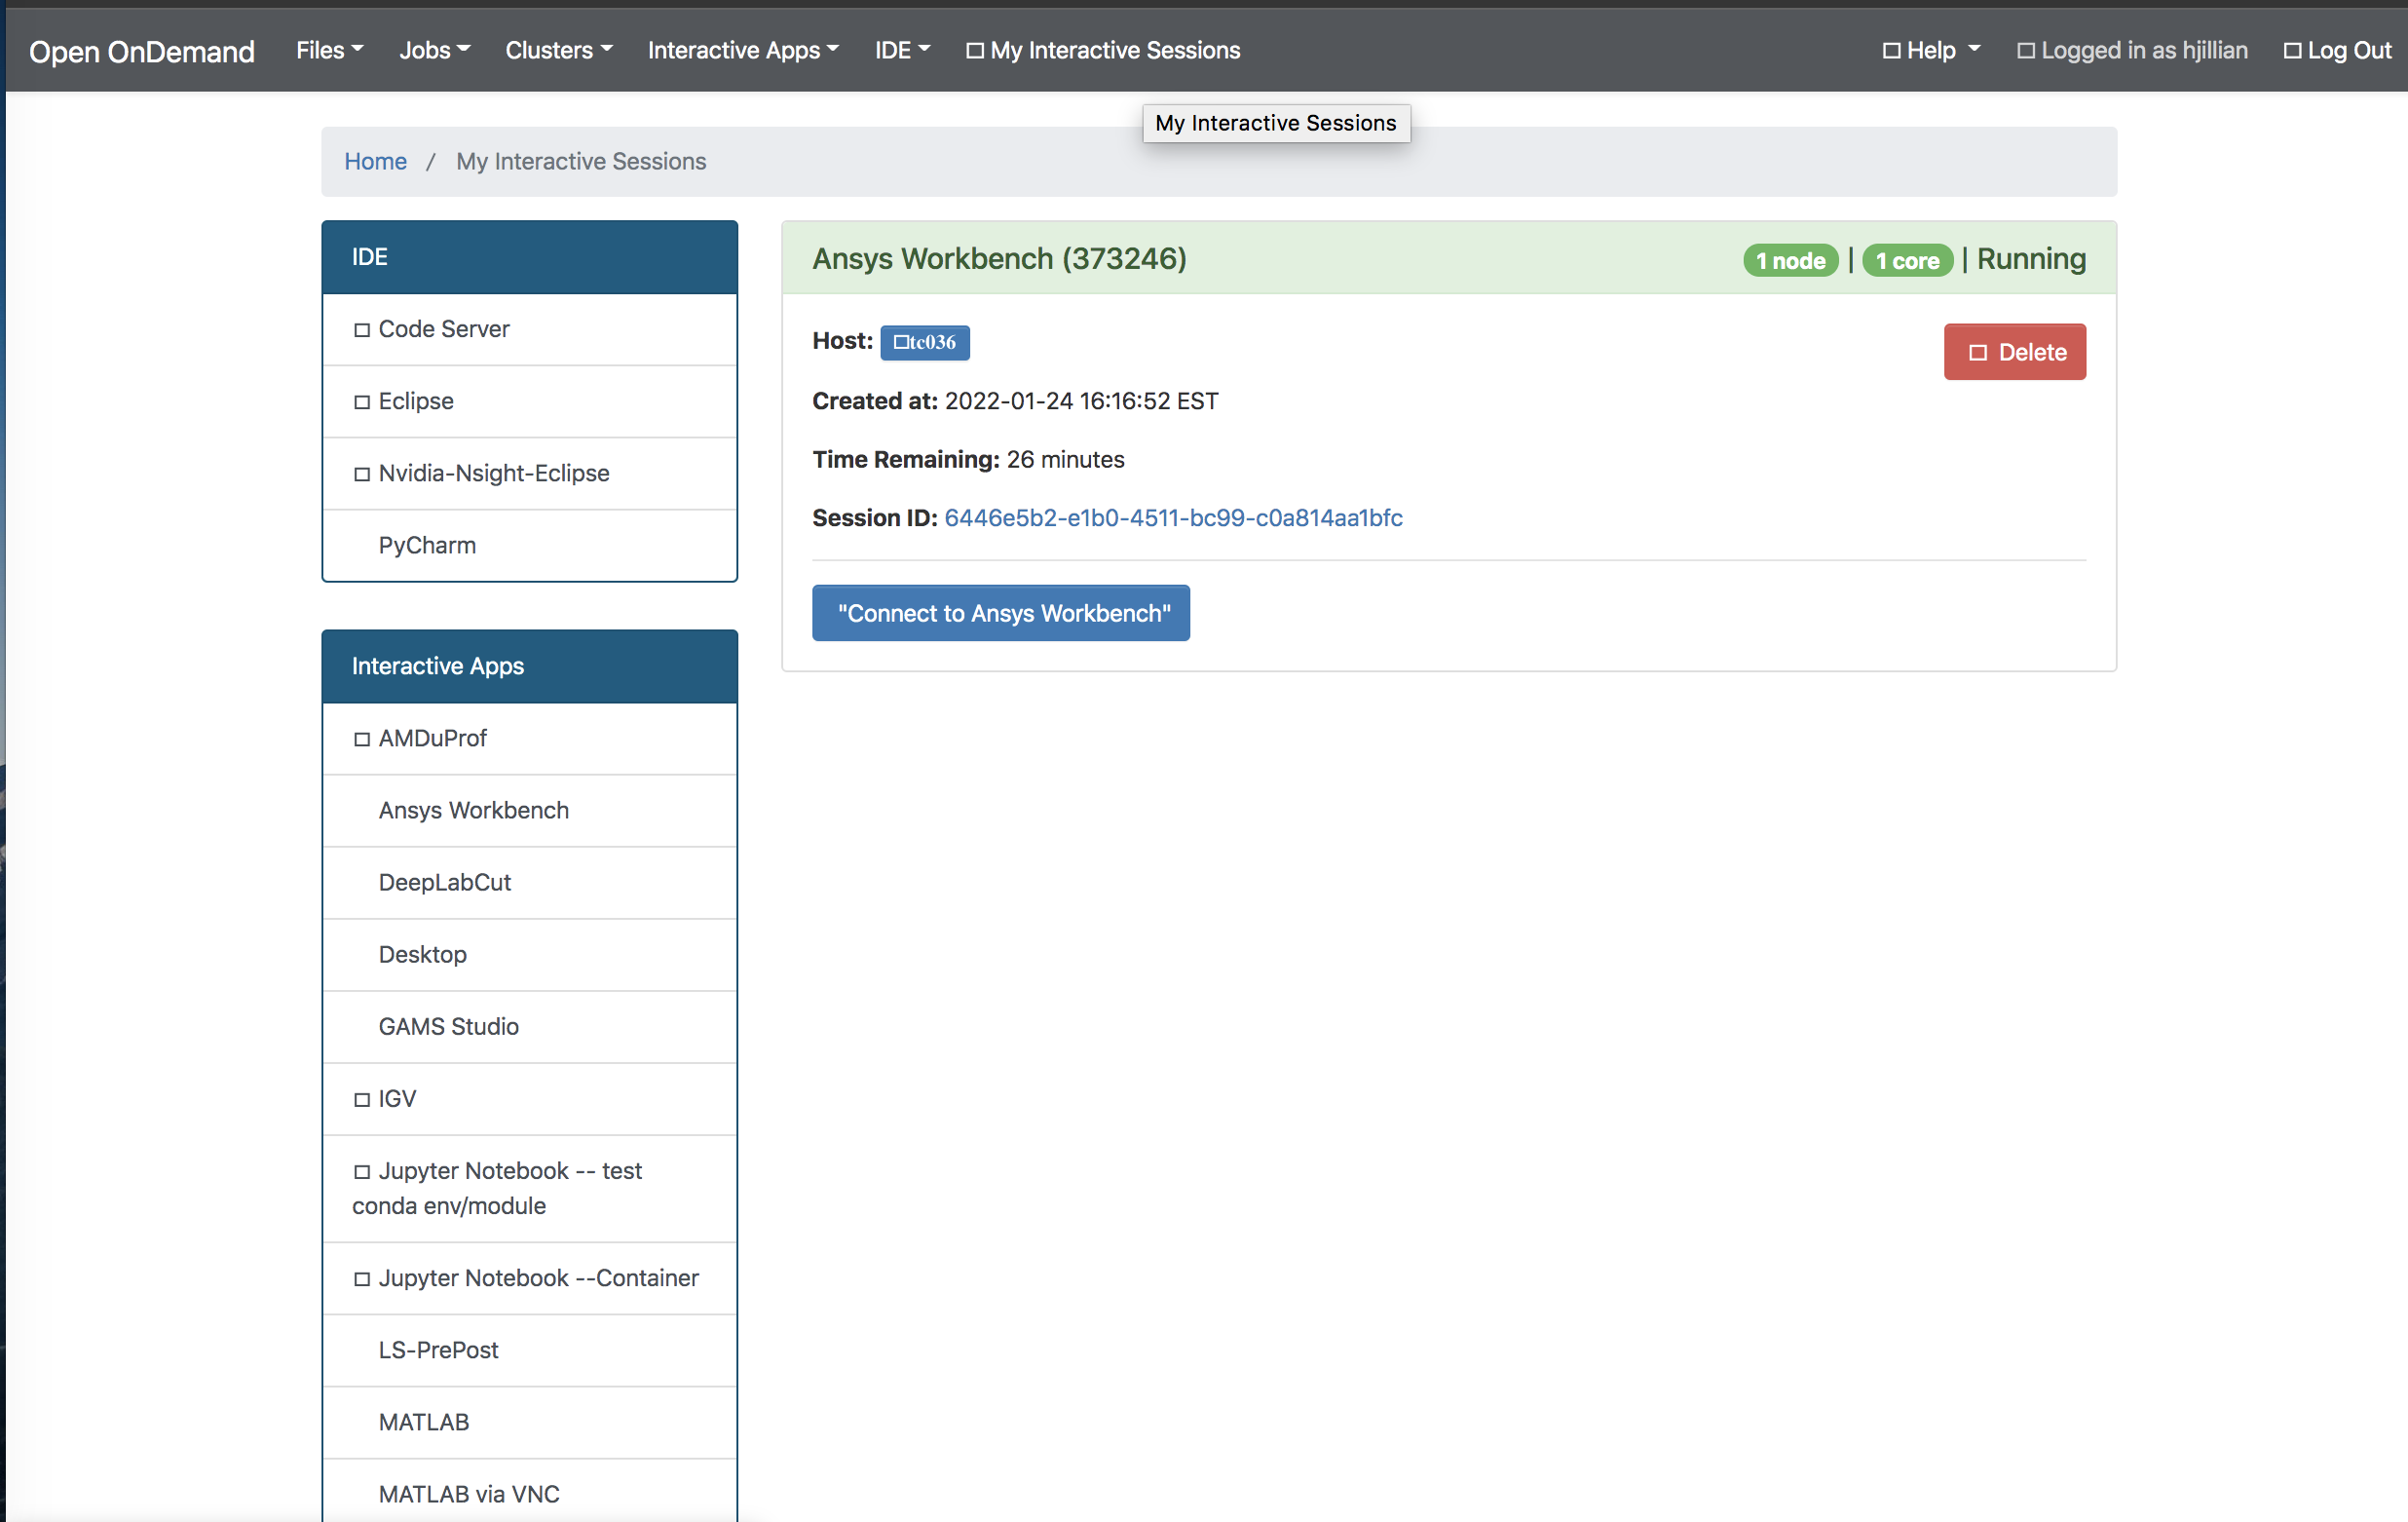 Open OnDemand Files Jobs Clusters Interactive Apps IDE My Interactive Sessions Help Logged in as hjillian Log Out
My Interactive Sessions
Home / My Interactive Sessions
IDE
Code Server
Eclipse
Nvidia-Nsight-Eclipse
PyCharm
Interactive Apps
AMDuProf
Ansys Workbench
DeepLabCut
Desktop
GAMS Studio
IGV
Jupyter Notebook -- test
conda env/module
Jupyter Notebook --Container
LS-PrePost
MATLAB
MATLAB via VNC
Ansys Workbench (373246) 1 node | 1 core | Running
Host: tc036
Delete
Created at: 2022-01-24 16:16:52 EST
Time Remaining: 26 minutes
Session ID: 6446e5b2-e1b0-4511-bc99-c0a814aa1bfc
"Connect to Ansys Workbench"